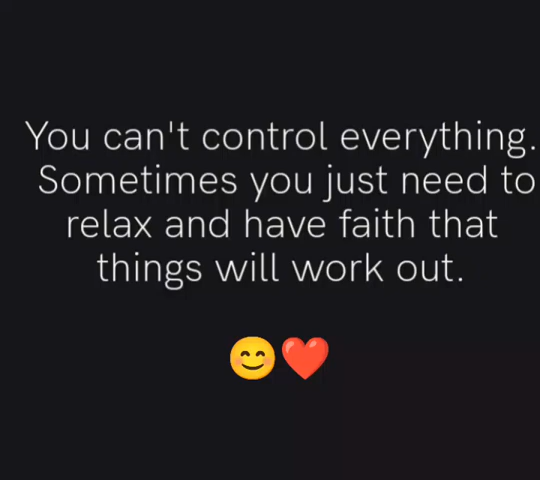 You can't control everything.
Sometimes you just need to
relax and have faith that
things will work out.
😊❤️